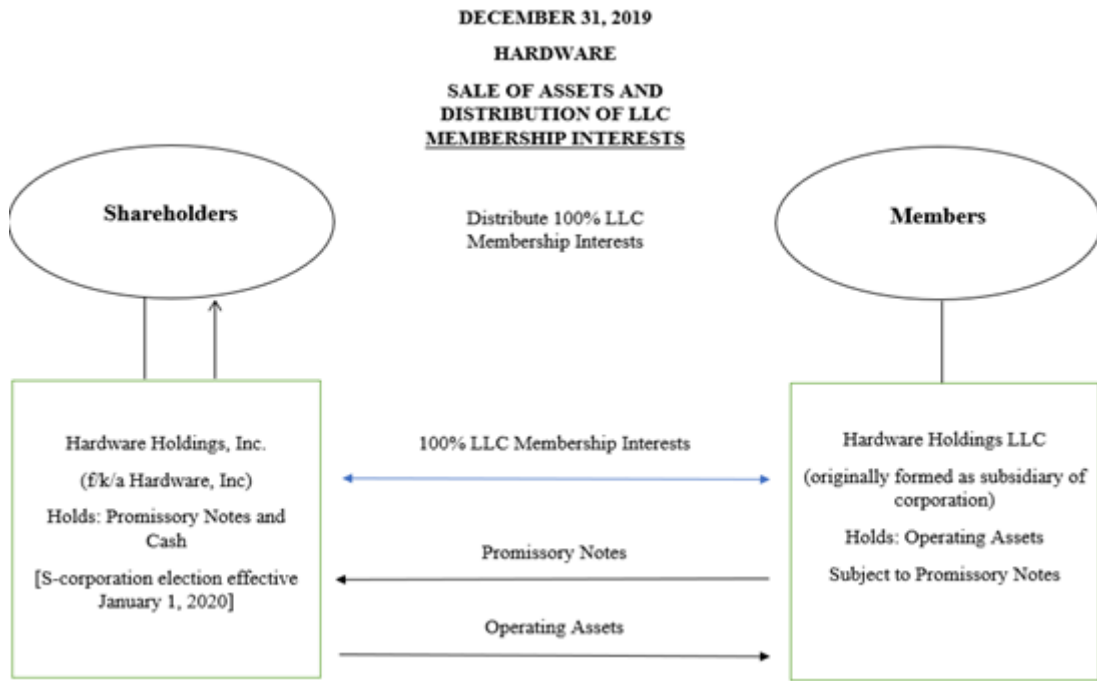 DECEMBER 31, 2019
HARDWARE
SALE OF ASSETS AND
DISTRIBUTION OF LLC
MEMBERSHIP INTERESTS
Shareholders
Distribute 100% LLC
Membership Interests
Members
Hardware Holdings, Inc.
(f/k/a Hardware, Inc)
Holds: Promissory Notes and
Cash
[S-corporation election effective
January 1, 2020]
100% LLC Membership Interests
Promissory Notes
Operating Assets
Hardware Holdings LLC
(originally formed as subsidiary of
corporation)
Holds: Operating Assets
Subject to Promissory Notes